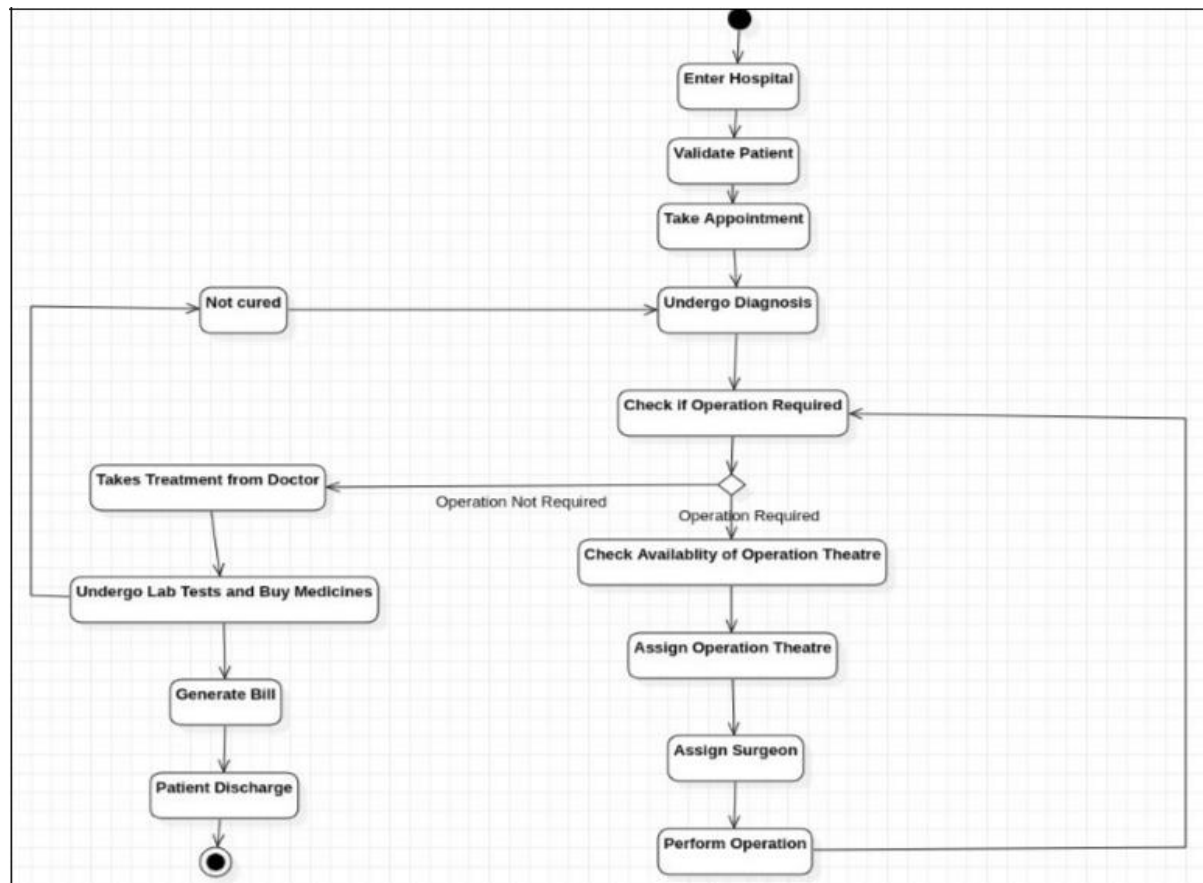 Enter Hospital
Validate Patient
Take Appointment
Not cured
Undergo Diagnosis
Check if Operation Required
Takes Treatment from Doctor
Operation Not Required
Operation Required
Check Availablity of Operation Theatre
Undergo Lab Tests and Buy Medicines
Assign Operation Theatre
Generate Bill
Assign Surgeon
Patient Discharge
Perform Operation